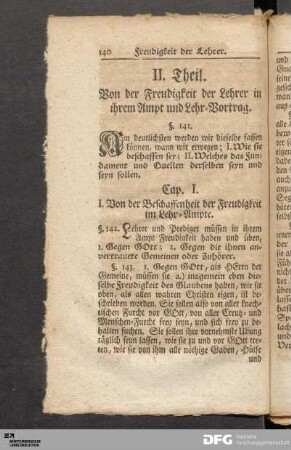 140 Freudigkeit der Lehrer.
II. Theil.
Von der Freudigkeit der Lehrer in
ihrem Ampt und Lehr-Vortrag.
§. 141.
Am deutlichsten werden wir dieselbe fassen
können, wann wir erwegen; I. Wie sie
beschaffen sey; II. Welches das Fun-
dament und Quellen derselben seyn und
seyn sollen.
Cap. I.
I. Von der Beschaffenheit der Freudigkeit
im Lehr-Ampte.
§. 142. Lehrer und Prediger müssen in ihrem
Ampt Freudigkeit haben und üben,
1. Gegen GOtt; 2. Gegen die ihnen an-
vertrauete Gemeinen oder Zuhörer.
§. 143. 1. Gegen GOtt, als HErrn der
Gemeine, müssen sie a.) insgemein eben die-
selbe Freudigkeit des Glaubens haben, wie sie
oben, als allen wahren Christen eigen, ist be-
schrieben worden. Sie sollen also von aller knech-
tischen Furcht vor GOtt, von aller Creutz- und
Menschen-Furcht frey seyn, und sich frey zu be-
halten suchen. Sie sollen ihre vornehmste Übung
täglich seyn lassen, wie sie zu und vor GOtt tre-
ten, wie sie von ihm alle nöthige Gaben, Hülfe
und
DFG